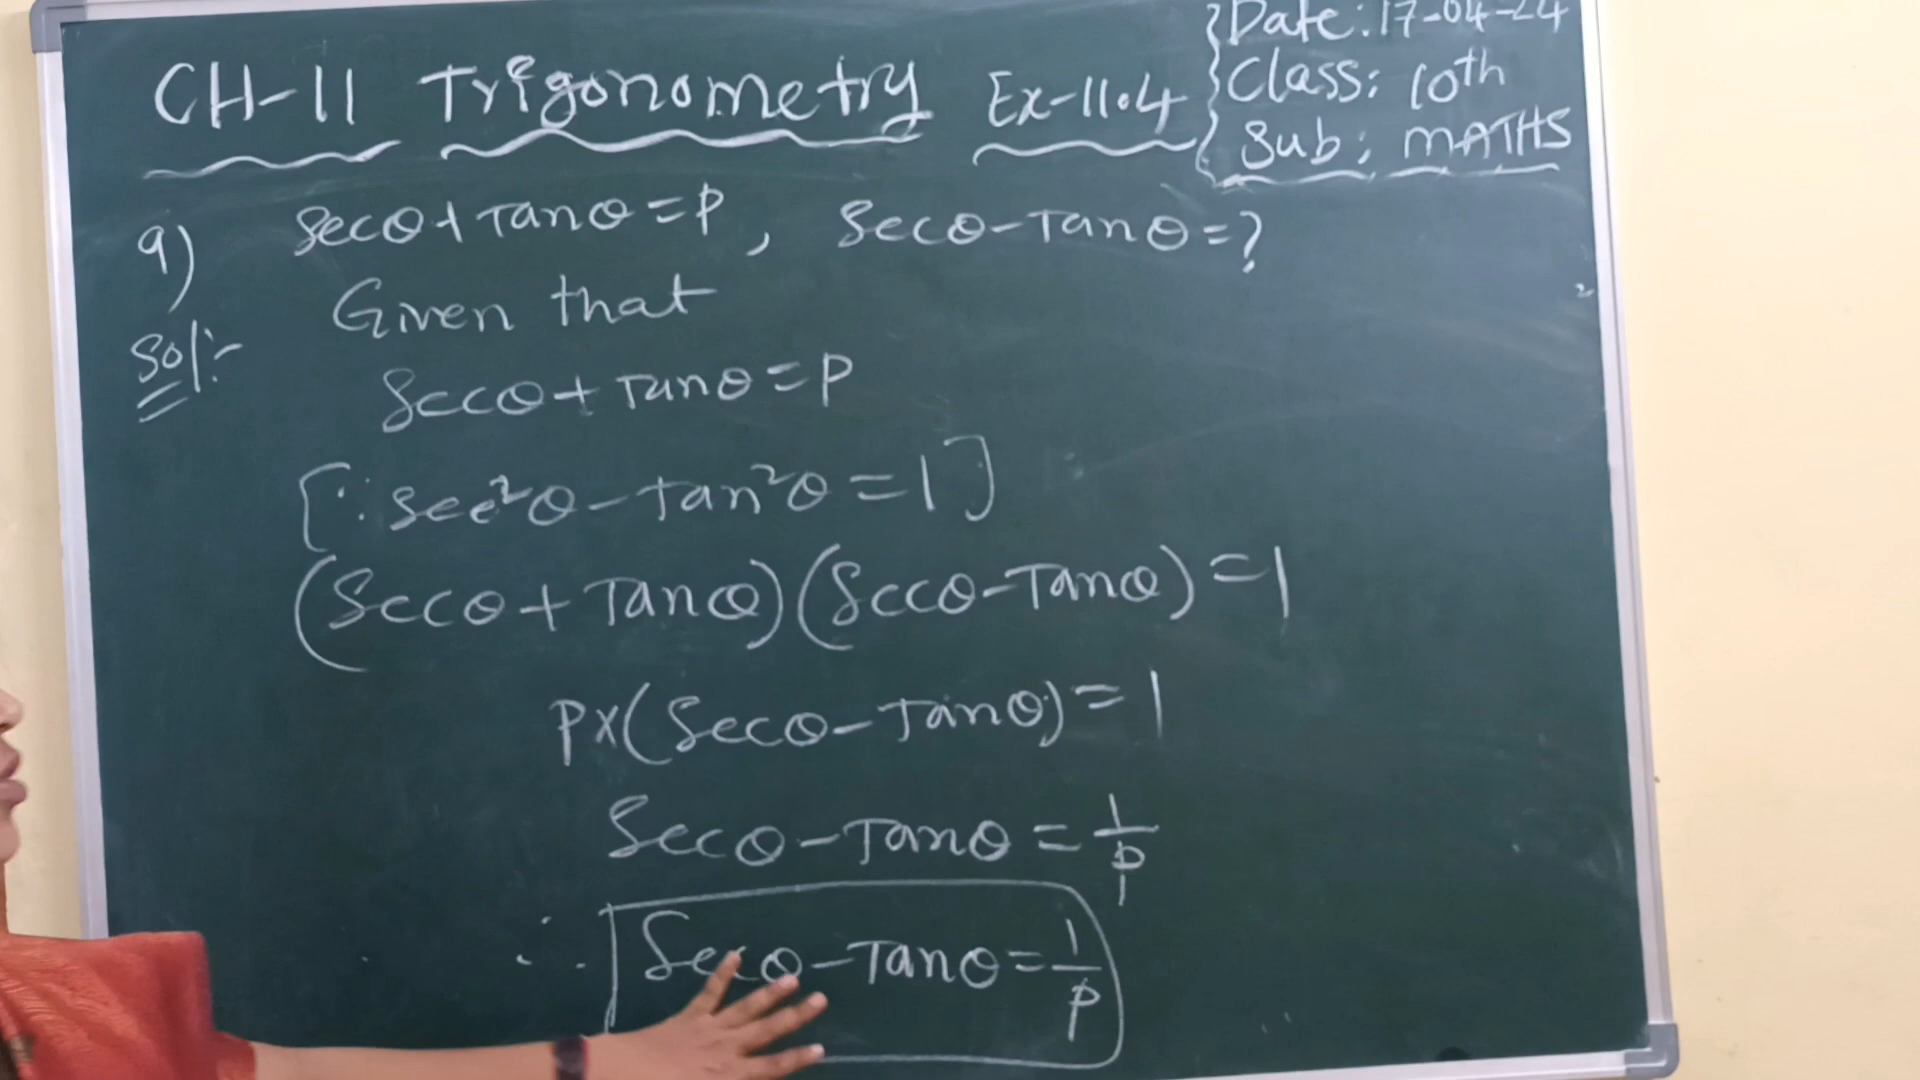 CH-11 Trigonometry Ex-11.4
Date: 17-04-24
Class: 10th
Sub: MATHS
9) Secθ+Tanθ=P, Secθ-Tanθ=?
Sol:- Given that
Secθ+Tanθ=P
[∵ Sec²θ-Tan²θ=1]
(Secθ+Tanθ)(Secθ-Tanθ)=1
P×(Secθ-Tanθ)=1
Secθ-Tanθ=1/P
∴ Secθ-Tanθ=1/P